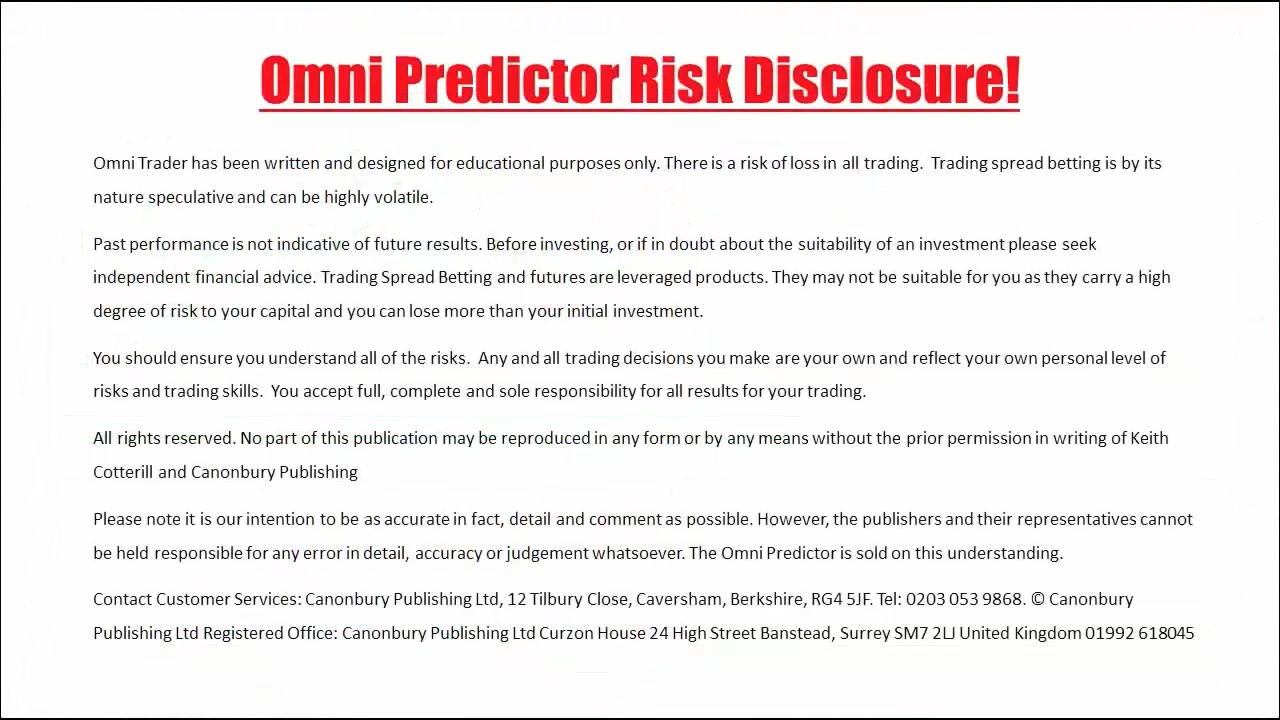 Omni Predictor Risk Disclosure!
Omni Trader has been written and designed for educational purposes only. There is a risk of loss in all trading.  Trading spread betting is by its
nature speculative and can be highly volatile.
Past performance is not indicative of future results. Before investing, or if in doubt about the suitability of an investment please seek
independent financial advice. Trading Spread Betting and futures are leveraged products. They may not be suitable for you as they carry a high
degree of risk to your capital and you can lose more than your initial investment.
You should ensure you understand all of the risks.  Any and all trading decisions you make are your own and reflect your own personal level of
risks and trading skills.  You accept full, complete and sole responsibility for all results for your trading.
All rights reserved. No part of this publication may be reproduced in any form or by any means without the prior permission in writing of Keith
Cotterill and Canonbury Publishing
Please note it is our intention to be as accurate in fact, detail and comment as possible. However, the publishers and their representatives cannot
be held responsible for any error in detail, accuracy or judgement whatsoever. The Omni Predictor is sold on this understanding.
Contact Customer Services: Canonbury Publishing Ltd, 12 Tilbury Close, Caversham, Berkshire, RG4 5JF. Tel: 0203 053 9868. © Canonbury
Publishing Ltd Registered Office: Canonbury Publishing Ltd Curzon House 24 High Street Banstead, Surrey SM7 2LJ United Kingdom 01992 618045